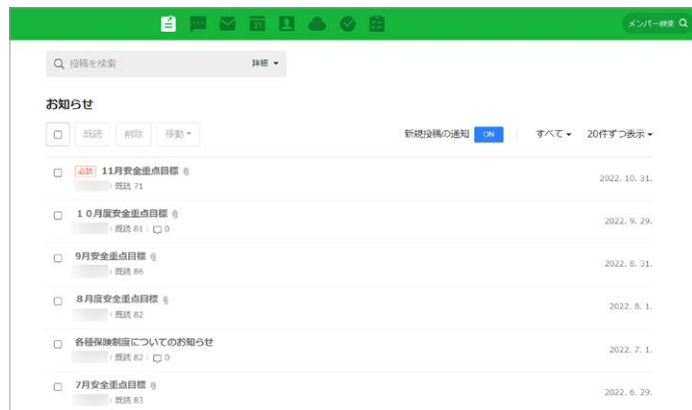 31
メンバー検索
投稿を検索
詳細
お知らせ
既読 削除 移動 新規投稿の通知 ON すべて 20件ずつ表示
必読 11月安全重点目標 2022. 10. 31.
既読 71
１０月度安全重点目標 2022. 9. 29.
既読 81 0
9月安全重点目標 2022. 8. 31.
既読 86
８月度安全重点目標 2022. 8. 1.
既読 82
各種保険制度についてのお知らせ 2022. 7. 1.
既読 82 0
7月安全重点目標 2022. 6. 29.
既読 83